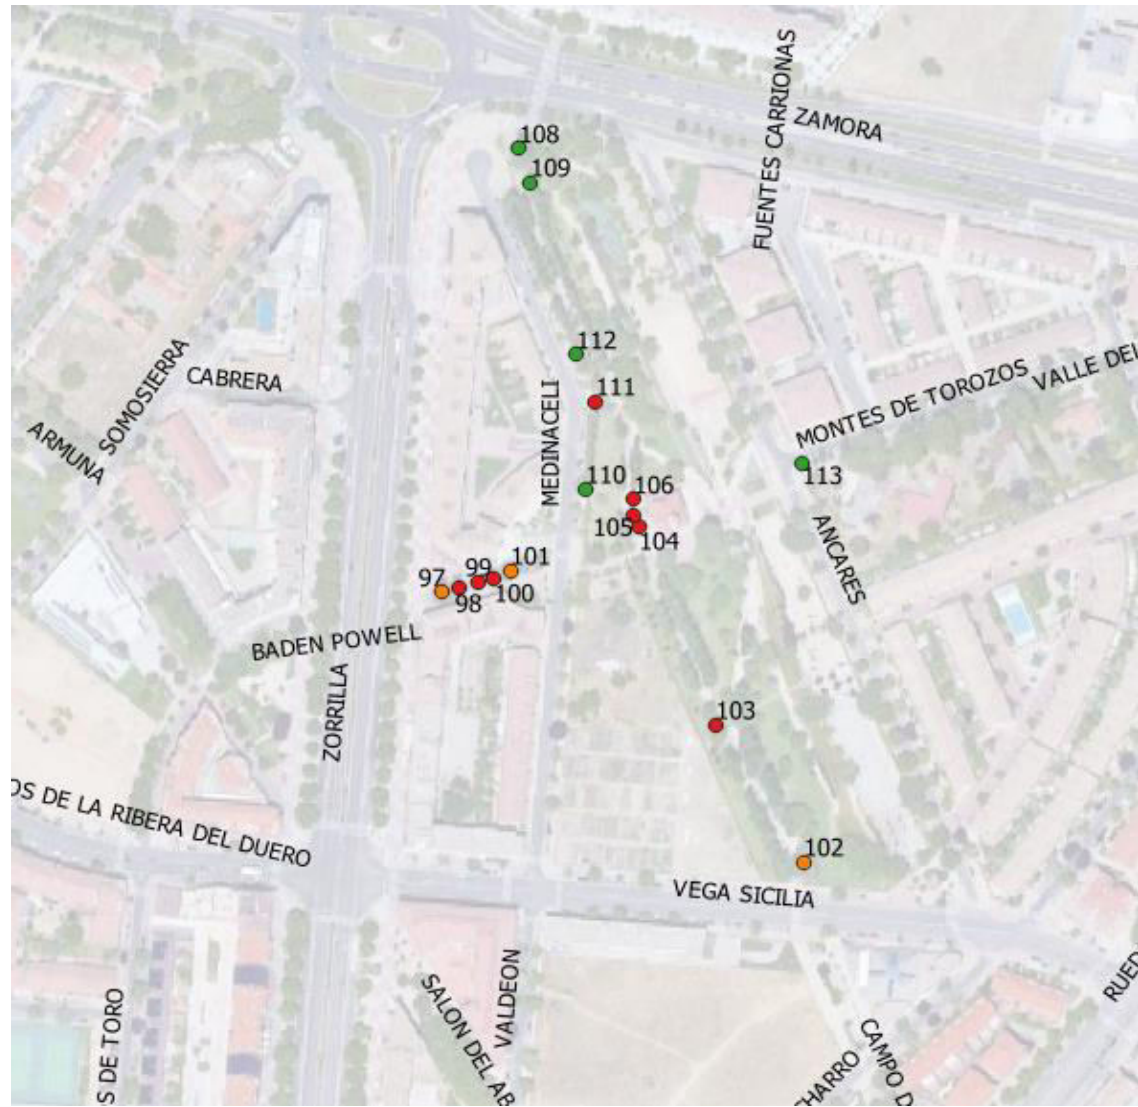 FUENTES CARRIONAS
ZAMORA
108
109
112
SOMOSIERRA
CABRERA
111
MEDINACELI
VALLE DEL
MONTES DE TOROZOS
ARMUNA
110
106
113
105
104
ANCARES
101
99
97
100
98
BADEN POWELL
ZORRILLA
103
OS DE LA RIBERA DEL DUERO
102
VEGA SICILIA
VALDEON
SALON DEL AB
RUED
OS DE TORO
CAMPO D
CHARRO